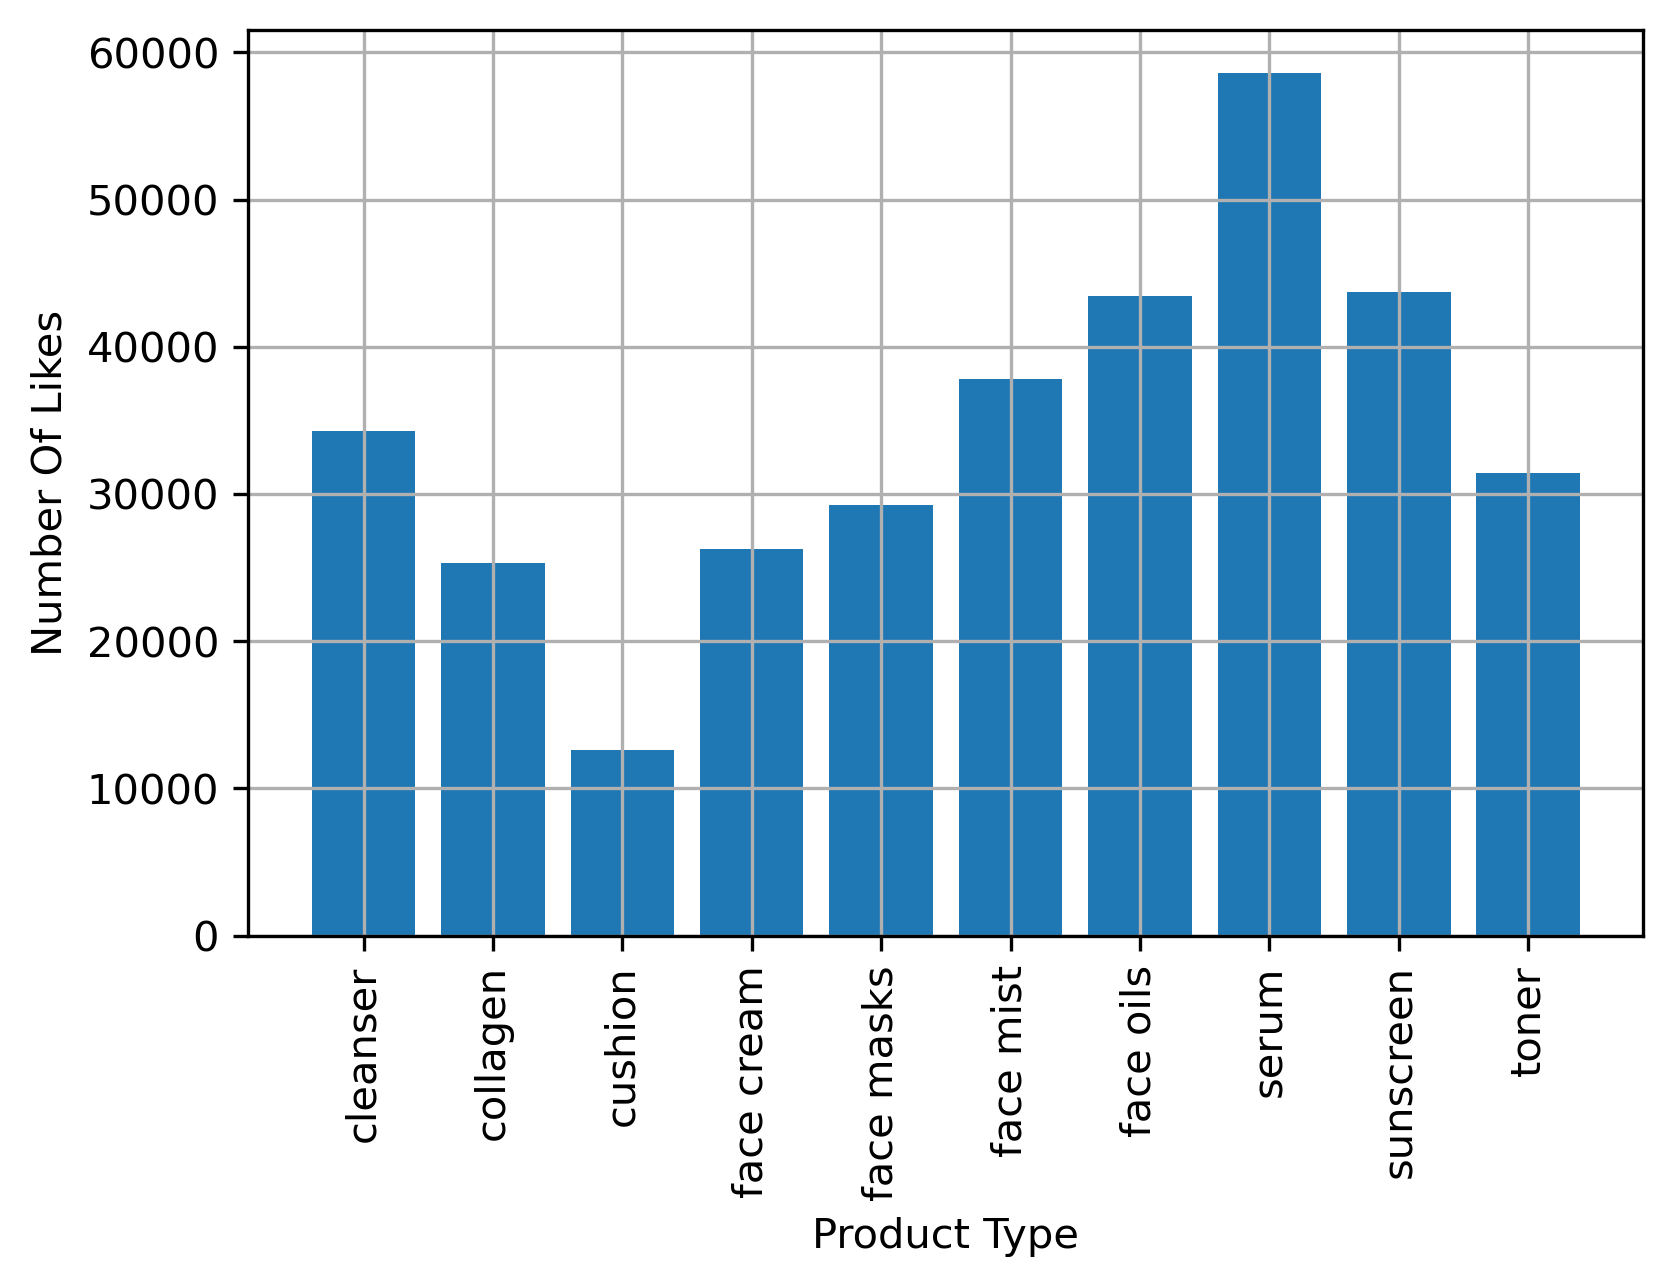 60000
50000
40000
30000
20000
10000
0
Number Of Likes
cleanser
collagen
cushion
face cream
face masks
face mist
face oils
serum
sunscreen
toner
Product Type